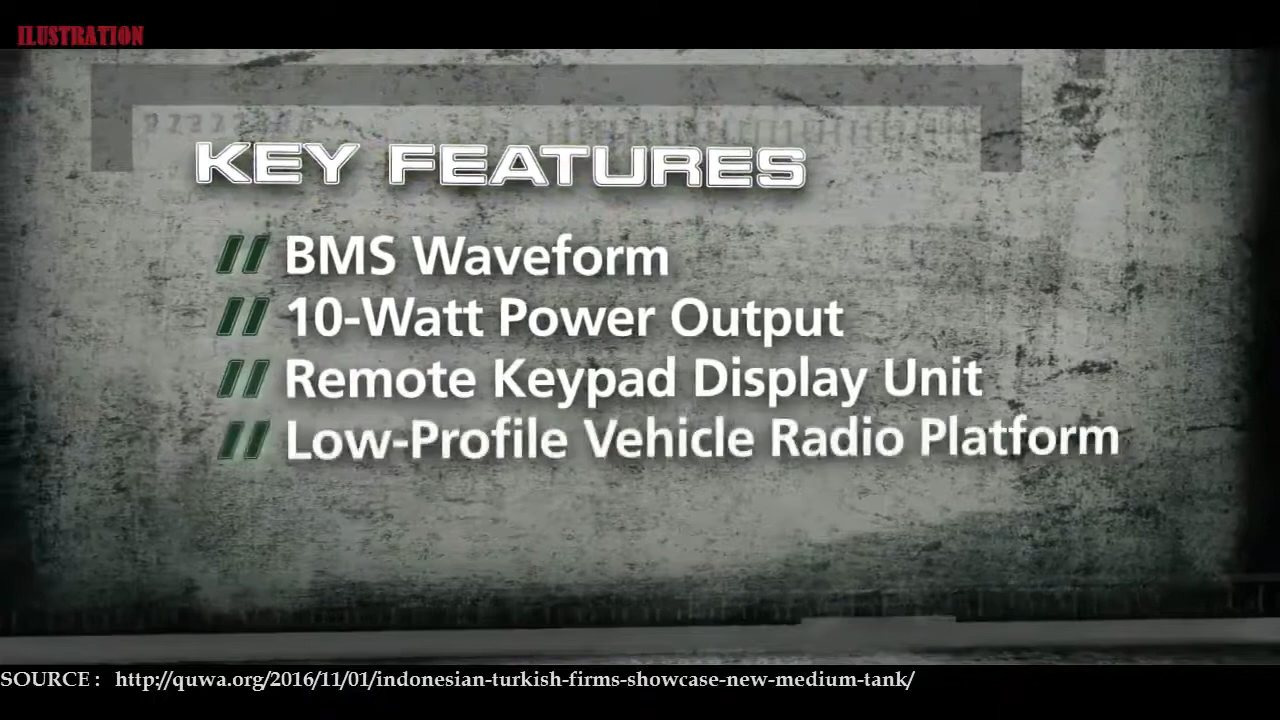 ILUSTRATION
KEY FEATURES
// BMS Waveform
// 10-Watt Power Output
// Remote Keypad Display Unit
// Low-Profile Vehicle Radio Platform
SOURCE : http://quwa.org/2016/11/01/indonesian-turkish-firms-showcase-new-medium-tank/